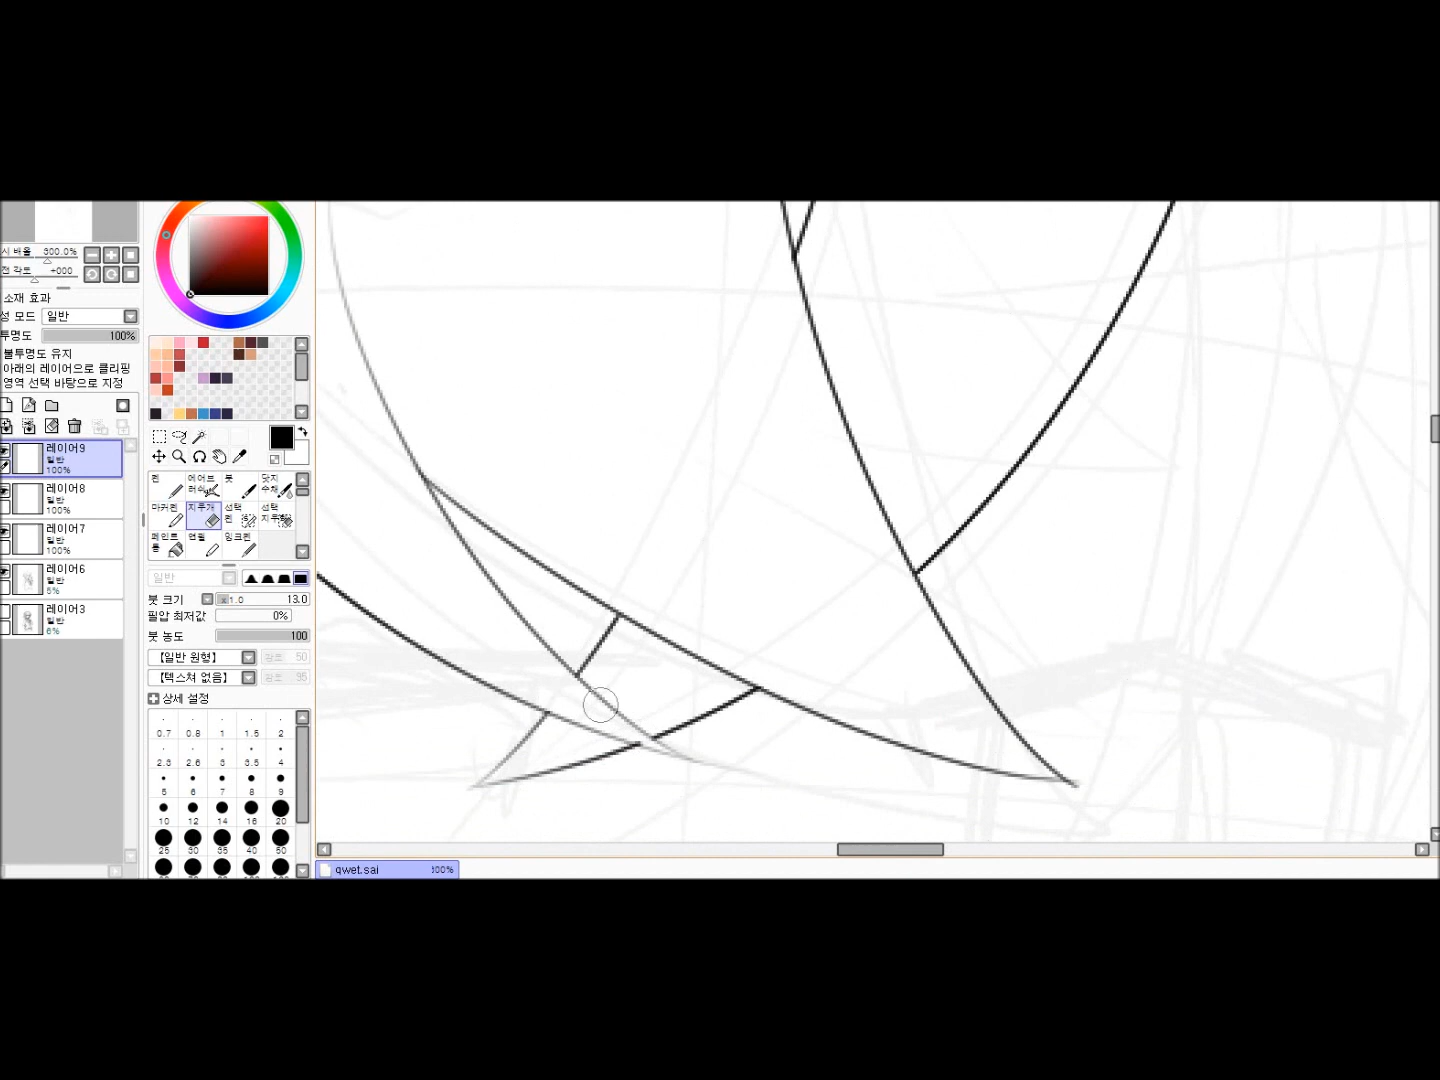 시 배율 300.0%
전 각도 +000
소재 효과
성 모드 일반
투명도 100%
불투명도 유지
아래의 레이어으로 클리핑
영역 선택 바탕으로 지정
레이어9
일반
100%
레이어8
일반
100%
레이어7
일반
100%
레이어6
일반
5%
레이어3
일반
6%
펜 에어브러쉬 붓 닷지 수채
마커펜 지우개 선택펜 선택 지우개
페인트통 연필 잉크펜
일반
붓 크기 x1.0 13.0
필압 최저값 0%
붓 농도 100
【일반 원형】 강도 50
【텍스쳐 없음】 강도 95
상세 설정
0.7 0.8 1 1.5 2
2.3 2.6 3 3.5 4
5 6 7 8 9
10 12 14 16 20
25 30 35 40 50
qwet.sai 300%